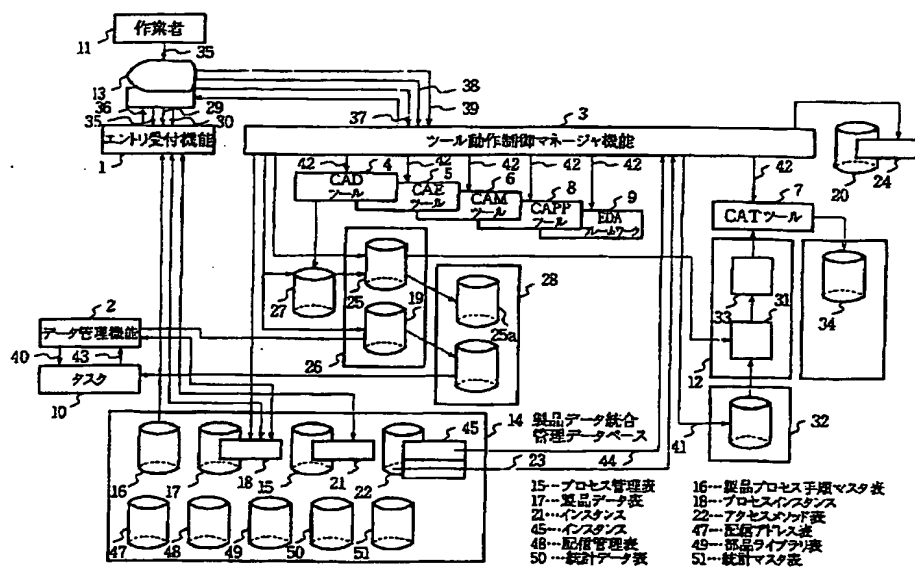 作業者
11
35
13
36
29
38
39
35
30
37
3
エントリ受付機能
1
ツール動作制御マネージャ機能
42
4
42
5
42
6
42
8
42
9
42
7
20
24
CAD
ツール
CAE
ツール
CAM
ツール
CAPP
ツール
EDA
フレームワーク
CATツール
27
25
19
28
25a
26
33
31
34
12
2
データ管理機能
40
43
タスク
10
32
14
製品データ統合
管理データベース
45
23
44
41
16
17
18
15
21
22
47
48
49
50
51
15…プロセス管理表
16…製品プロセス手順マスタ表
17…製品データ表
18…プロセスインスタンス
21…インスタンス
22…アクセスメソッド表
45…インスタンス
47…配信アドレス表
48…配信管理表
49…部品ライブラリ表
50…統計データ表
51…統計マスタ表